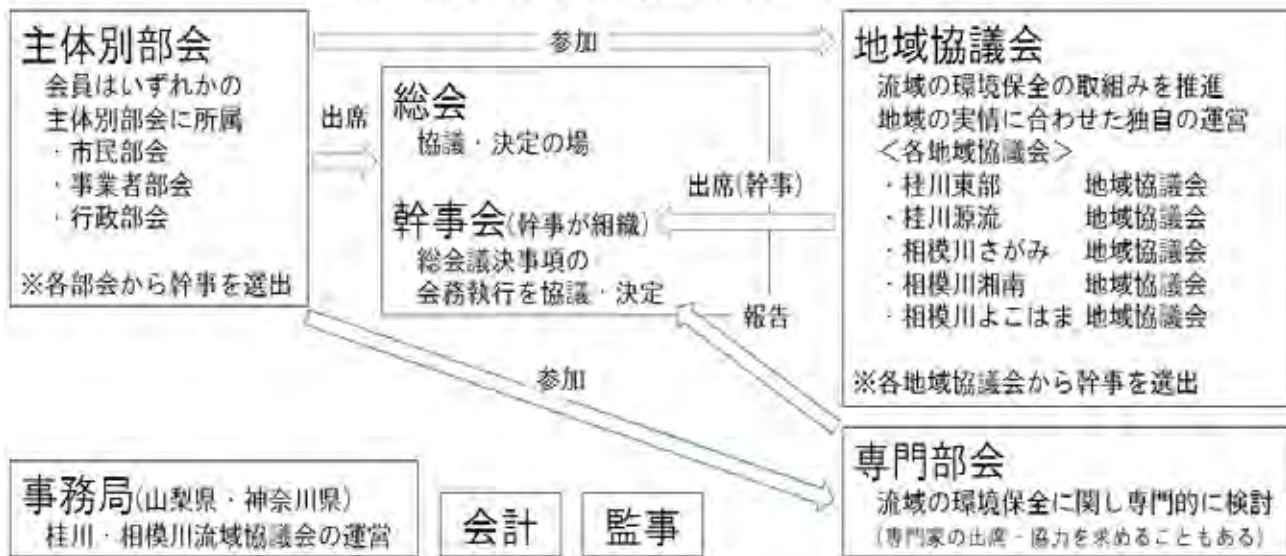 主体別部会
会員はいずれかの
主体別部会に所属
・市民部会
・事業者部会
・行政部会
※各部会から幹事を選出
参加
出席
総会
協議・決定の場
幹事会(幹事が組織)
総会議決事項の
会務執行を協議・決定
出席(幹事)
報告
参加
地域協議会
流域の環境保全の取組みを推進
地域の実情に合わせた独自の運営
＜各地域協議会＞
・桂川東部 地域協議会
・桂川源流 地域協議会
・相模川さがみ 地域協議会
・相模川湘南 地域協議会
・相模川よこはま 地域協議会
※各地域協議会から幹事を選出
専門部会
流域の環境保全に関し専門的に検討
(専門家の出席・協力を求めることもある)
事務局(山梨県・神奈川県)
桂川・相模川流域協議会の運営
会計
監事